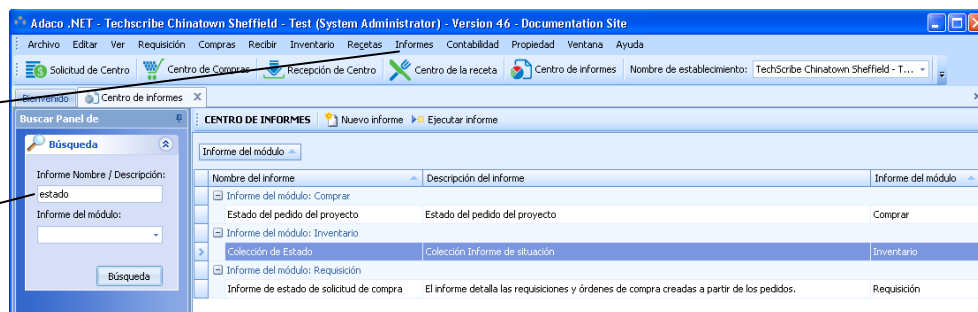 Adaco .NET - Techscribe Chinatown Sheffield - Test (System Administrator) - Version 46 - Documentation Site
Archivo Editar Ver Requisición Compras Recibir Inventario Recetas Informes Contabilidad Propiedad Ventana Ayuda
Solicitud de Centro Centro de Compras Recepción de Centro Centro de la receta Centro de informes Nombre de establecimiento: TechScribe Chinatown Sheffield - T...
Bienvenido Centro de informes
Buscar Panel de CENTRO DE INFORMES Nuevo informe Ejecutar informe
Búsqueda
Informe del módulo
Informe Nombre / Descripción: Nombre del informe Descripción del informe Informe del módulo
estado Informe del módulo: Comprar
Informe del módulo: Estado del pedido del proyecto Estado del pedido del proyecto Comprar
Informe del módulo: Inventario
Colección de Estado Colección Informe de situación Inventario
Búsqueda Informe del módulo: Requisición
Informe de estado de solicitud de compra El informe detalla las requisiciones y órdenes de compra creadas a partir de los pedidos. Requisición